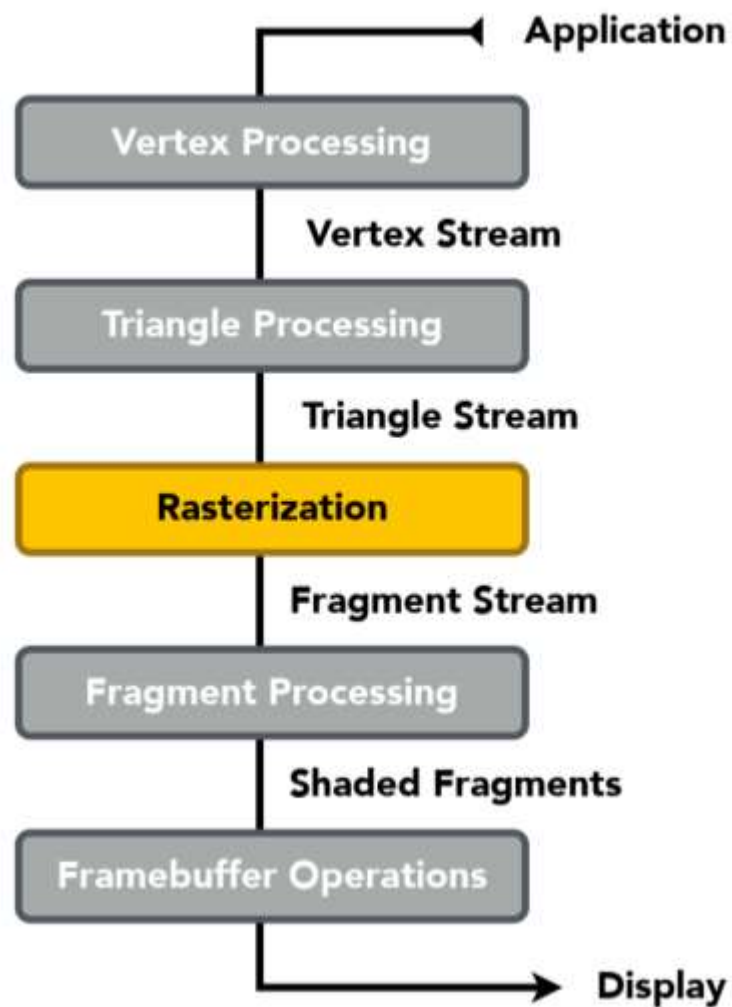 Application
Vertex Processing
Vertex Stream
Triangle Processing
Triangle Stream
Rasterization
Fragment Stream
Fragment Processing
Shaded Fragments
Framebuffer Operations
Display